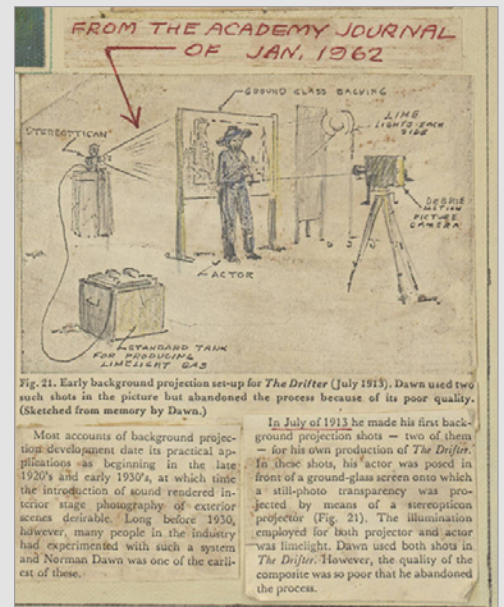 FROM THE ACADEMY JOURNAL
OF JAN. 1962
GROUND GLASS BACKING
STEREOPTICAN
LIME
LIGHTS-EACH
SIDE
DEBRIE
MOTION
PICTURE
CAMERA
ACTOR
STANDARD TANK
FOR PRODUCING
LIMELIGHT GAS
Fig. 21. Early background projection set-up for The Drifter (July 1913). Dawn used two
such shots in the picture but abandoned the process because of its poor quality.
(Sketched from memory by Dawn.)
Most accounts of background projec-
tion development date its practical ap-
plications as beginning in the late
1920's and early 1930's, at which time
the introduction of sound rendered in-
terior stage photography of exterior
scenes desirable. Long before 1930,
however, many people in the industry
had experimented with such a system
and Norman Dawn was one of the earli-
est of these.
In July of 1913 he made his first back-
ground projection shots — two of them
— for his own production of The Drifter.
In these shots, his actor was posed in
front of a ground-glass screen onto which
a still-photo transparency was pro-
jected by means of a stereopticon
projector (Fig. 21). The illumination
employed for both projector and actor
was limelight. Dawn used both shots in
The Drifter. However, the quality of the
composite was so poor that he abandoned
the process.